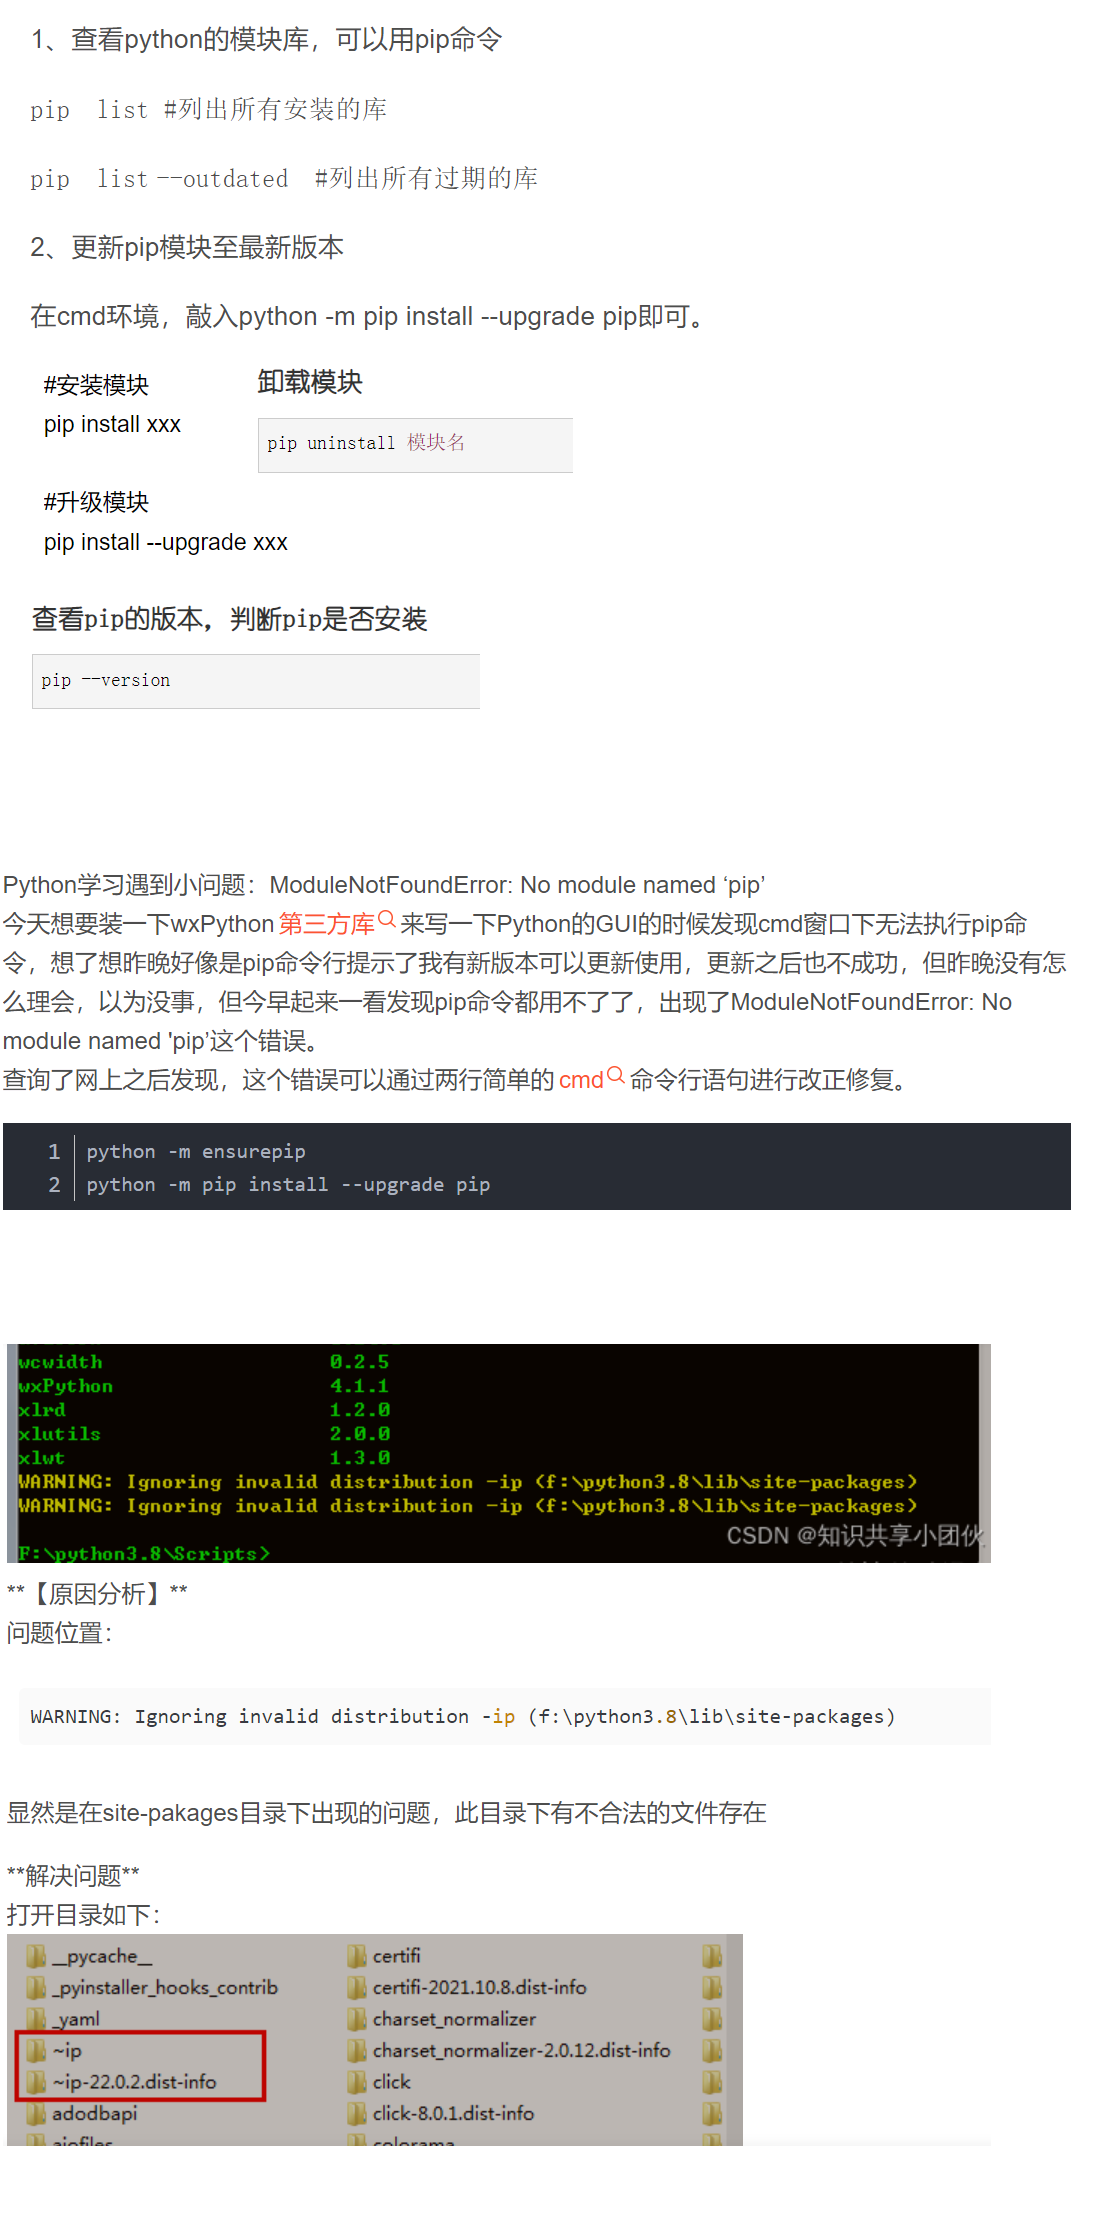 1、查看python的模块库，可以用pip命令
pip list #列出所有安装的库
pip list --outdated #列出所有过期的库
2、更新pip模块至最新版本
在cmd环境，敲入python -m pip install --upgrade pip即可。
#安装模块
pip install xxx
卸载模块
pip uninstall 模块名
#升级模块
pip install --upgrade xxx
查看pip的版本，判断pip是否安装
pip --version
Python学习遇到小问题：ModuleNotFoundError: No module named ‘pip’
今天想要装一下wxPython 第三方库 来写一下Python的GUI的时候发现cmd窗口下无法执行pip命
令，想了想昨晚好像是pip命令行提示了我有新版本可以更新使用，更新之后也不成功，但昨晚没有怎
么理会，以为没事，但今早起来一看发现pip命令都用不了了，出现了ModuleNotFoundError: No
module named 'pip’这个错误。
查询了网上之后发现，这个错误可以通过两行简单的 cmd 命令行语句进行改正修复。
1 python -m ensurepip
2 python -m pip install --upgrade pip
wcwidth 0.2.5
wxPython 4.1.1
xlrd 1.2.0
xlutils 2.0.0
xlwt 1.3.0
WARNING: Ignoring invalid distribution -ip (f:\python3.8\lib\site-packages)
WARNING: Ignoring invalid distribution -ip (f:\python3.8\lib\site-packages)
CSDN @知识共享小团伙
F:\python3.8\Scripts>
**【原因分析】**
问题位置：
WARNING: Ignoring invalid distribution -ip (f:\python3.8\lib\site-packages)
显然是在site-pakages目录下出现的问题，此目录下有不合法的文件存在
**解决问题**
打开目录如下：
__pycache__ certifi
_pyinstaller_hooks_contrib certifi-2021.10.8.dist-info
_yaml charset_normalizer
~ip charset_normalizer-2.0.12.dist-info
~ip-22.0.2.dist-info click
adodbapi click-8.0.1.dist-info
aiofiles colorama